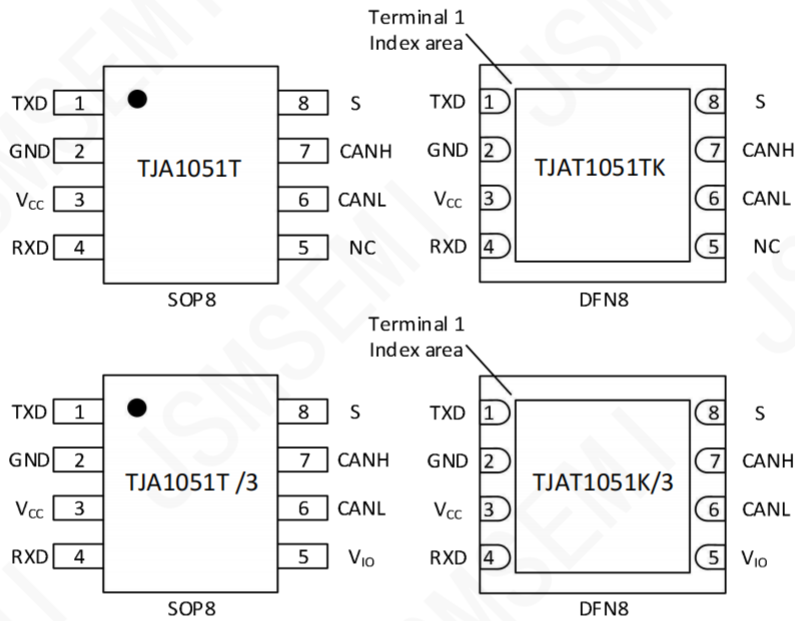 Terminal 1
Index area
TXD 1 8 S
GND 2 7 CANH
VCC 3 6 CANL
RXD 4 5 NC
TJA1051T
SOP8
TXD 1 8 S
GND 2 7 CANH
VCC 3 6 CANL
RXD 4 5 NC
TJAT1051TK
DFN8
Terminal 1
Index area
TXD 1 8 S
GND 2 7 CANH
VCC 3 6 CANL
RXD 4 5 VIO
TJA1051T /3
SOP8
TXD 1 8 S
GND 2 7 CANH
VCC 3 6 CANL
RXD 4 5 VIO
TJAT1051K/3
DFN8
JSMSEMI